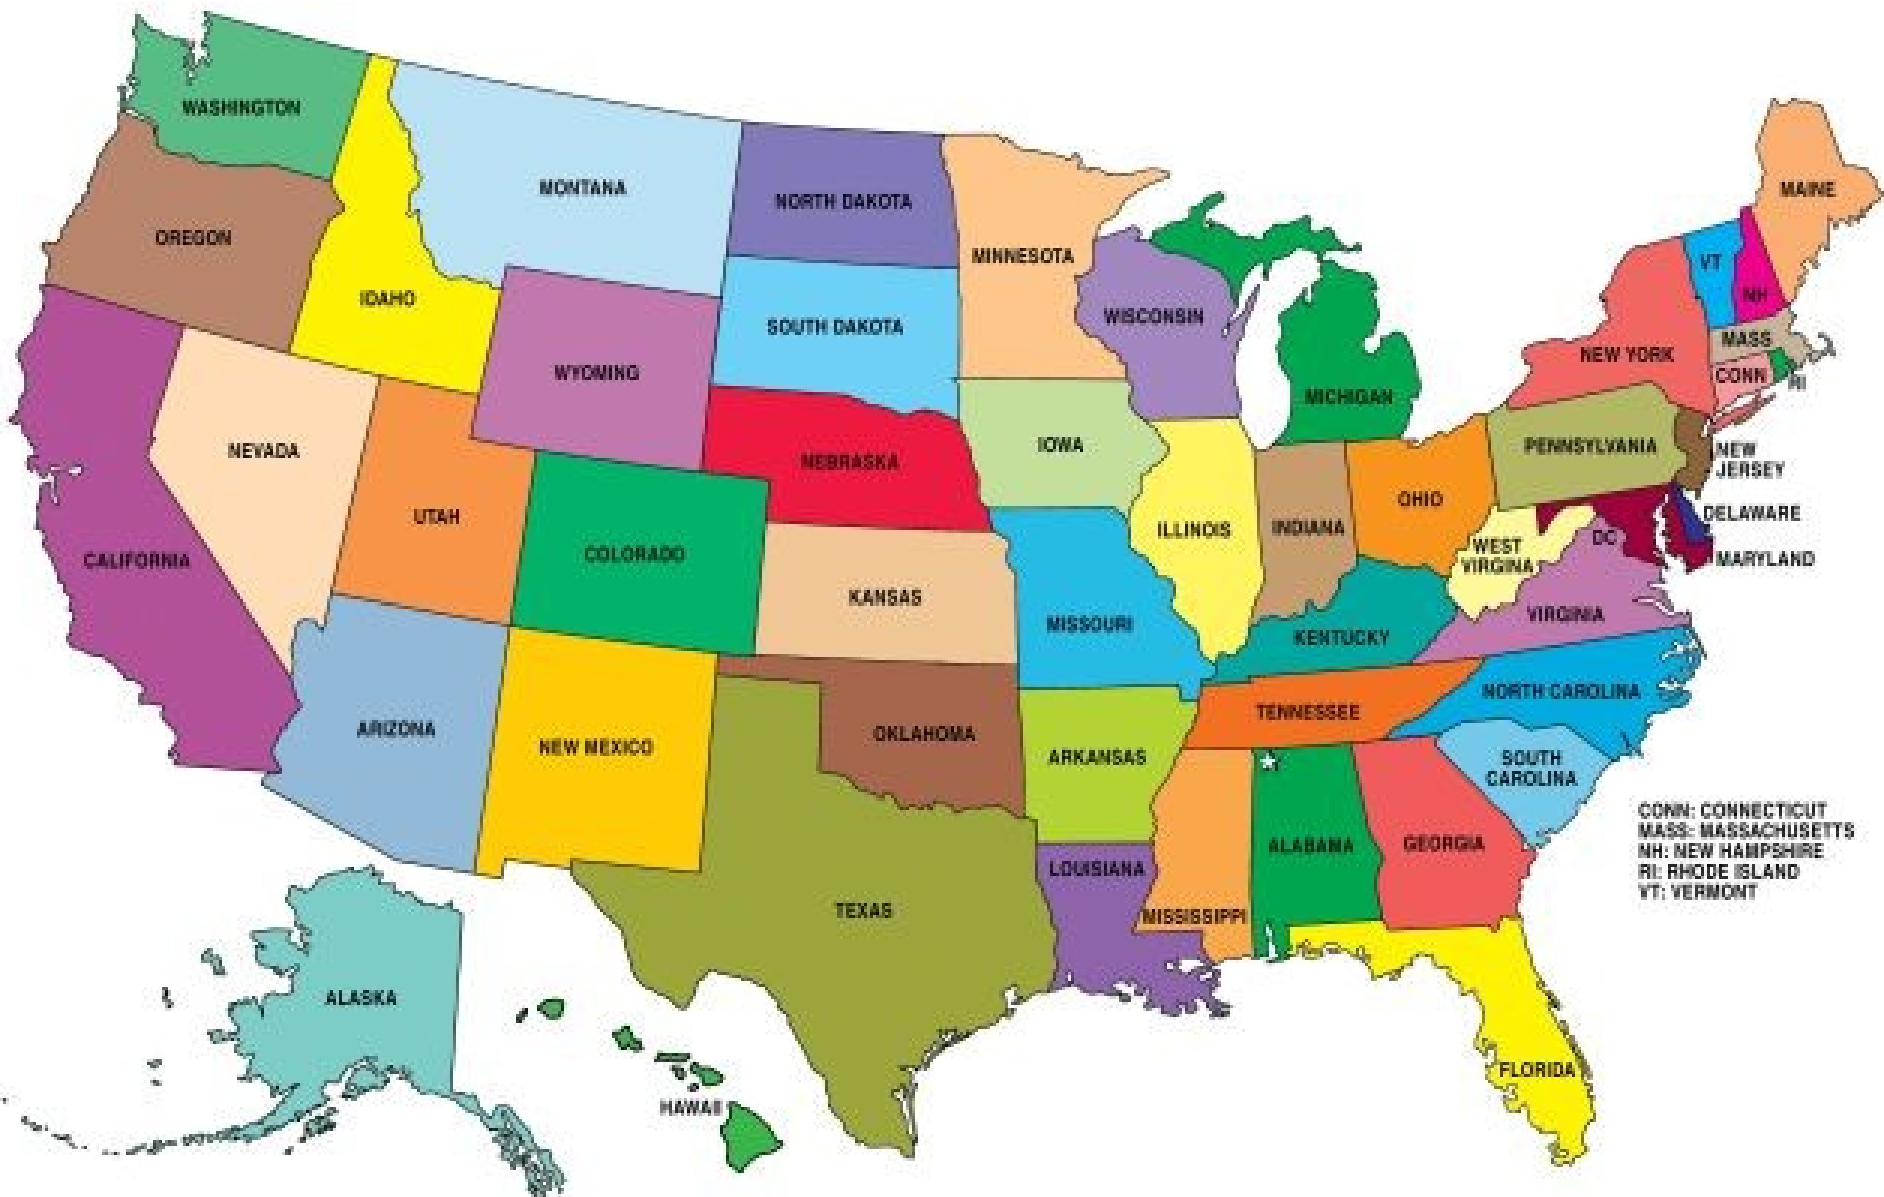 WASHINGTON
MONTANA
NORTH DAKOTA
MINNESOTA
MAINE
OREGON
IDAHO
VT
NH
SOUTH DAKOTA
WISCONSIN
WYOMING
NEW YORK
MASS
CONN
RI
MICHIGAN
NEVADA
NEBRASKA
IOWA
PENNSYLVANIA
NEW
JERSEY
UTAH
COLORADO
ILLINOIS
INDIANA
OHIO
DELAWARE
CALIFORNIA
WEST
VIRGINA
DC
MARYLAND
KANSAS
MISSOURI
KENTUCKY
VIRGINIA
ARIZONA
NEW MEXICO
OKLAHOMA
ARKANSAS
TENNESSEE
NORTH CAROLINA
SOUTH
CAROLINA
TEXAS
LOUISIANA
MISSISSIPPI
ALABAMA
GEORGIA
CONN: CONNECTICUT
MASS: MASSACHUSETTS
NH: NEW HAMPSHIRE
RI: RHODE ISLAND
VT: VERMONT
ALASKA
HAWAII
FLORIDA